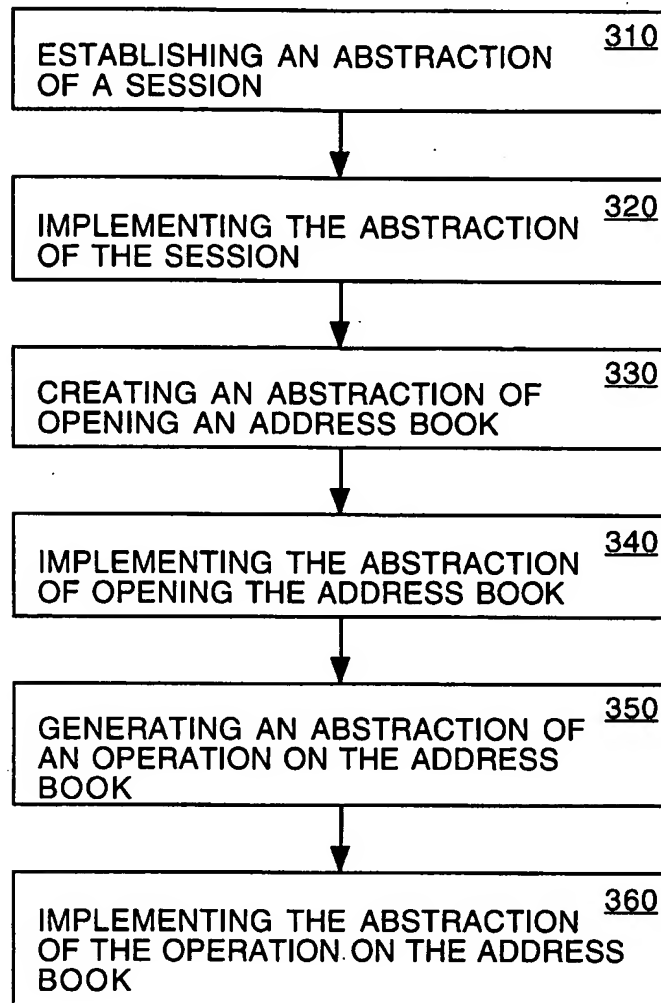 310
ESTABLISHING AN ABSTRACTION
OF A SESSION
320
IMPLEMENTING THE ABSTRACTION
OF THE SESSION
330
CREATING AN ABSTRACTION OF
OPENING AN ADDRESS BOOK
340
IMPLEMENTING THE ABSTRACTION
OF OPENING THE ADDRESS BOOK
350
GENERATING AN ABSTRACTION OF
AN OPERATION ON THE ADDRESS
BOOK
360
IMPLEMENTING THE ABSTRACTION
OF THE OPERATION ON THE ADDRESS
BOOK